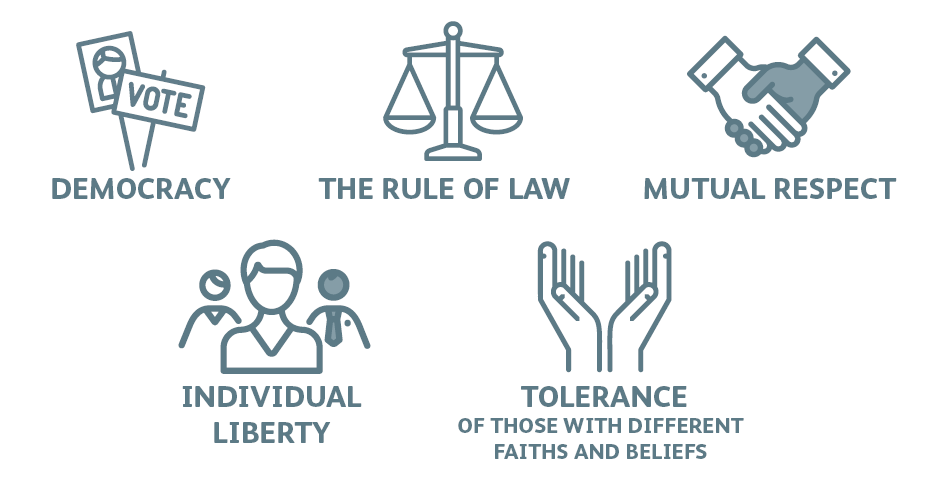 VOTE
DEMOCRACY
THE RULE OF LAW
MUTUAL RESPECT
INDIVIDUAL
LIBERTY
TOLERANCE
OF THOSE WITH DIFFERENT
FAITHS AND BELIEFS